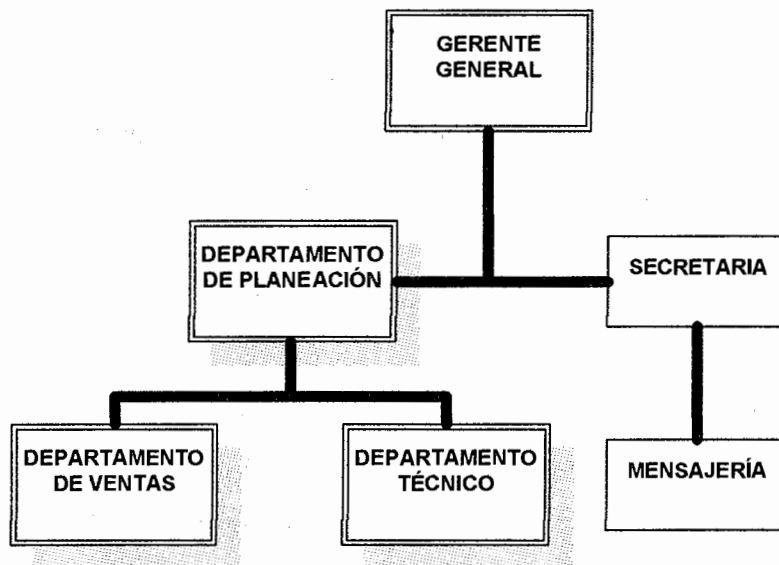 GERENTE
GENERAL
DEPARTAMENTO
DE PLANEACIÓN
SECRETARIA
DEPARTAMENTO
DE VENTAS
DEPARTAMENTO
TÉCNICO
MENSAJERÍA